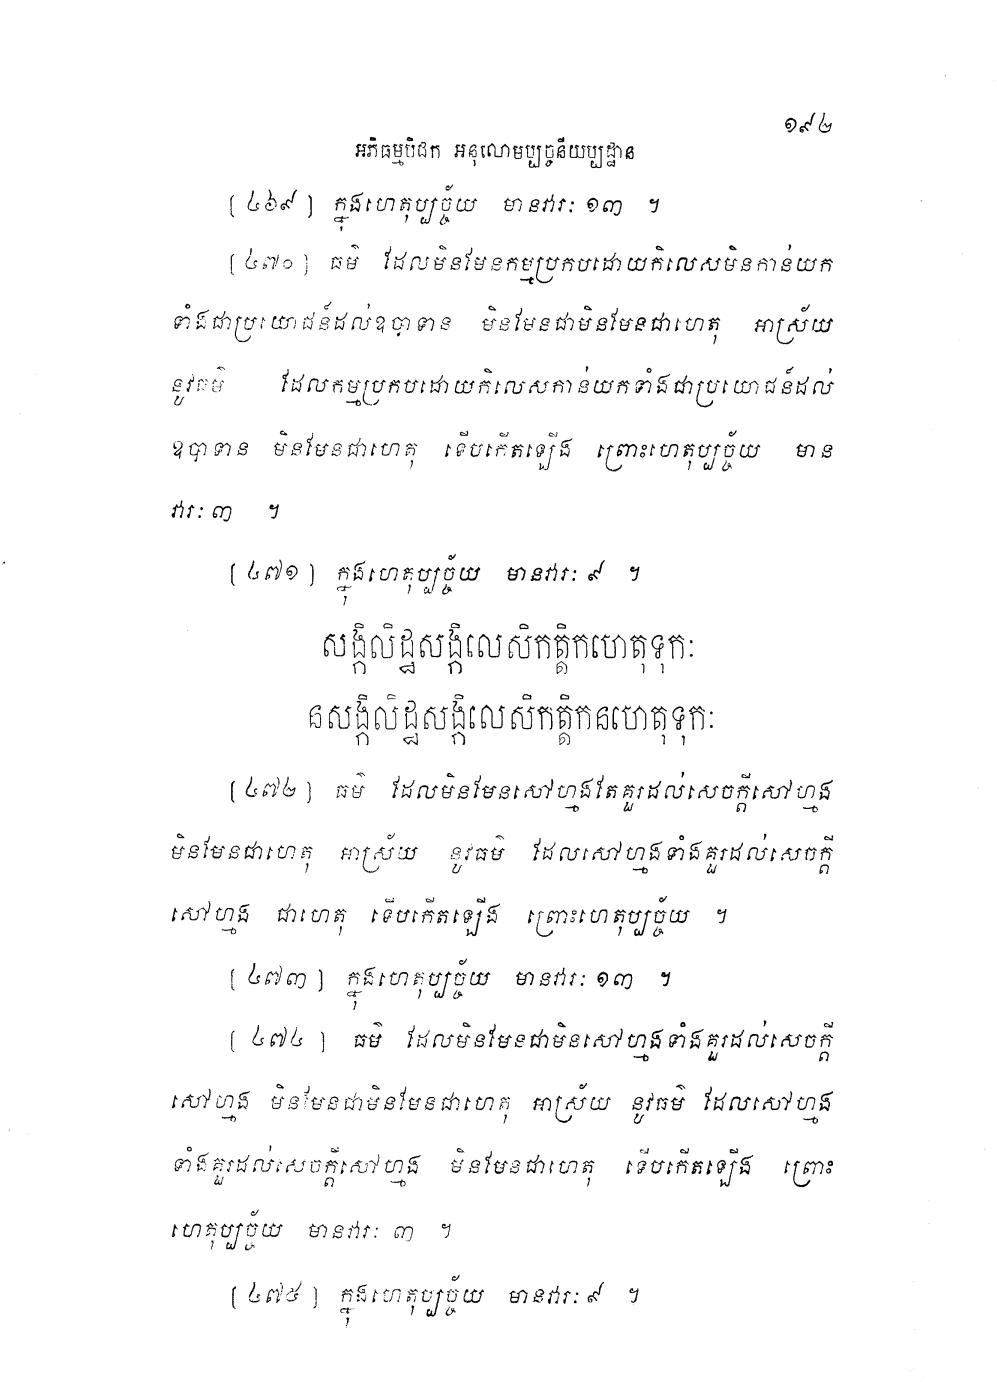 ១៩២
អភិធម្មបិដក អនុលោមប្បច្ចនីយប្បដ្ឋាន
[ ៤៦៩ ] ក្នុងហេតុប្បច្ច័យ មានវារៈ ១៣ ។
[ ៤៧០ ] ធម៌ ដែលមិនមែនកម្មប្រកបដោយកិលេសមិនកាន់យក
ទាំងជាប្រយោជន៍ដល់ឧបាទាន មិនមែនជាមិនមែនជាហេតុ អាស្រ័យ
នូវធម៌ ដែលកម្មប្រកបដោយកិលេសកាន់យកទាំងជាប្រយោជន៍ដល់
ឧបាទាន មិនមែនជាហេតុ ទើបកើតឡើង ព្រោះហេតុប្បច្ច័យ មាន
វារៈ ៣ ។
[ ៤៧១ ] ក្នុងហេតុប្បច្ច័យ មានវារៈ ៩ ។
សង្កិលិដ្ឋសង្កិលេសិកត្តិកហេតុទុកៈ
នសង្កិលិដ្ឋសង្កិលេសិកត្តិកនហេតុទុកៈ
[ ៤៧២ ] ធម៌ ដែលមិនមែនសៅហ្មងតែគួរដល់សេចក្តីសៅហ្មង
មិនមែនជាហេតុ អាស្រ័យ នូវធម៌ ដែលសៅហ្មងទាំងគួរដល់សេចក្តី
សៅហ្មង ជាហេតុ ទើបកើតឡើង ព្រោះហេតុប្បច្ច័យ ។
[ ៤៧៣ ] ក្នុងហេតុប្បច្ច័យ មានវារៈ ១៣ ។
[ ៤៧៤ ] ធម៌ ដែលមិនមែនជាមិនសៅហ្មងទាំងគួរដល់សេចក្តី
សៅហ្មង មិនមែនជាមិនមែនជាហេតុ អាស្រ័យ នូវធម៌ ដែលសៅហ្មង
ទាំងគួរដល់សេចក្តីសៅហ្មង មិនមែនជាហេតុ ទើបកើតឡើង ព្រោះ
ហេតុប្បច្ច័យ មានវារៈ ៣ ។
[ ៤៧៥ ] ក្នុងហេតុប្បច្ច័យ មានវារៈ ៩ ។